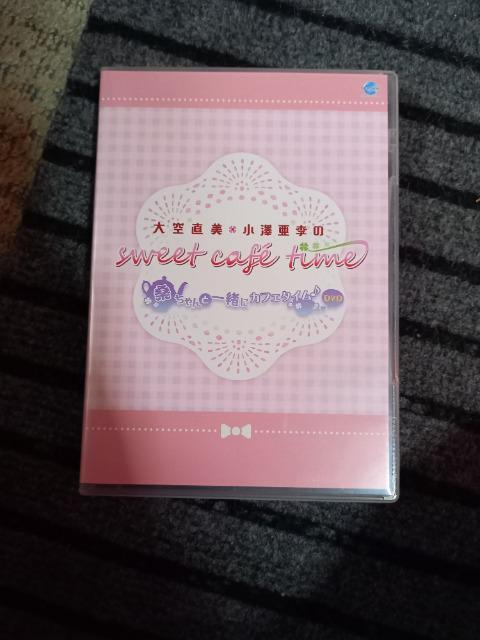 大空直美❋小澤亜李の
sweet café time
ちゃんと一緒にカフェタイム♪ DVD